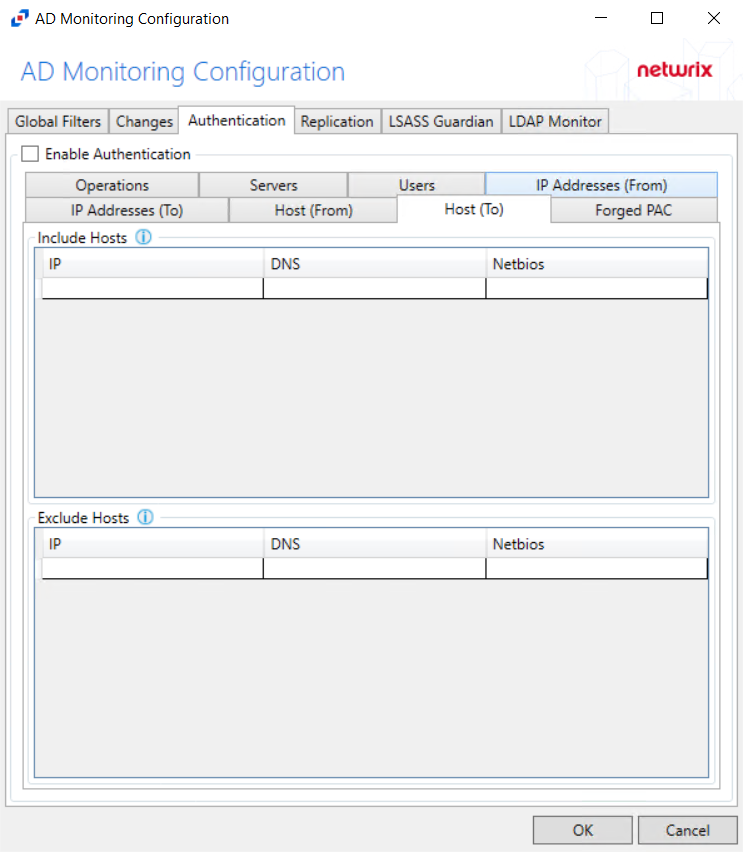 AD Monitoring Configuration
AD Monitoring Configuration
netwrix
Global Filters Changes Authentication Replication LSASS Guardian LDAP Monitor
Enable Authentication
Operations Servers Users IP Addresses (From)
IP Addresses (To) Host (From) Host (To) Forged PAC
Include Hosts
IP DNS Netbios
Exclude Hosts
IP DNS Netbios
OK Cancel